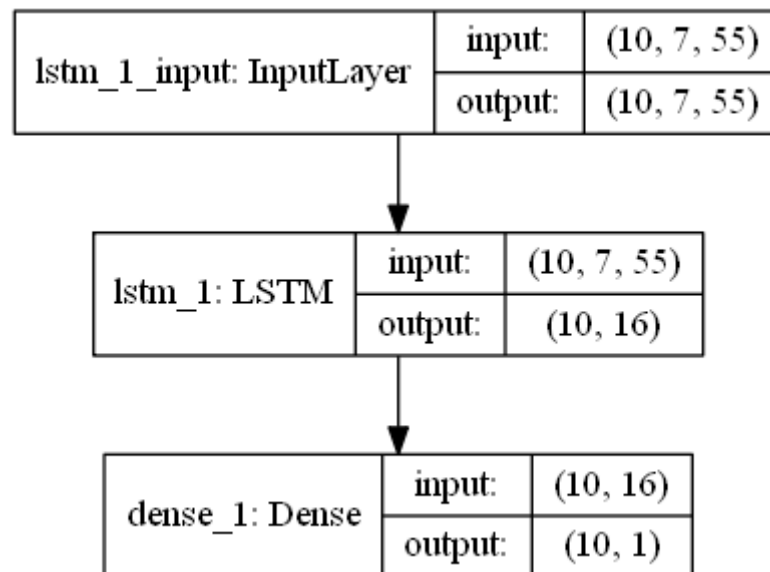 lstm_1_input: InputLayer
input: (10, 7, 55)
output: (10, 7, 55)
lstm_1: LSTM
input: (10, 7, 55)
output: (10, 16)
dense_1: Dense
input: (10, 16)
output: (10, 1)